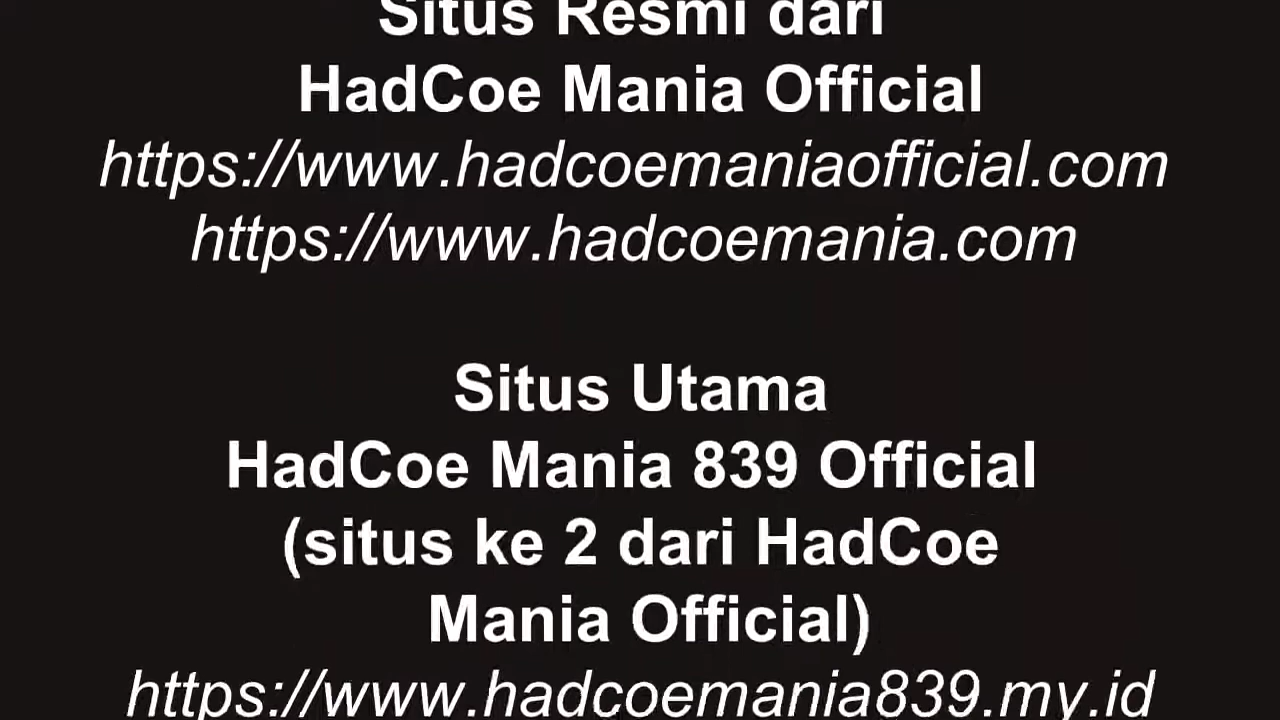 Situs Resmi dari
HadCoe Mania Official
https://www.hadcoemaniaofficial.com
https://www.hadcoemania.com
Situs Utama
HadCoe Mania 839 Official
(situs ke 2 dari HadCoe
Mania Official)
https://www.hadcoemania839.my.id